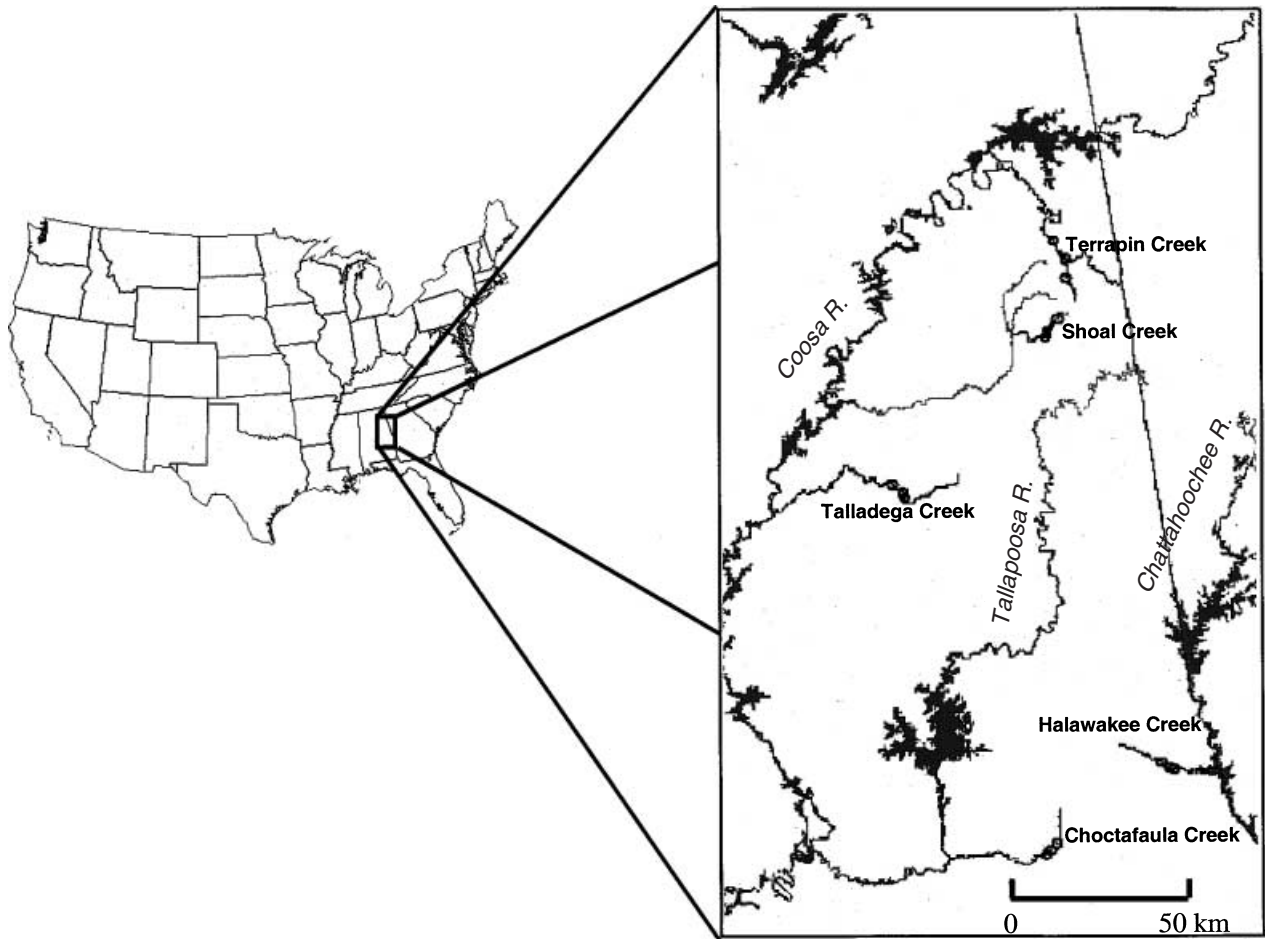 Terrapin Creek
Coosa R.
Shoal Creek
Chattahoochee R.
Tallapoosa R.
Talladega Creek
Halawakee Creek
Choctafaula Creek
0 50 km